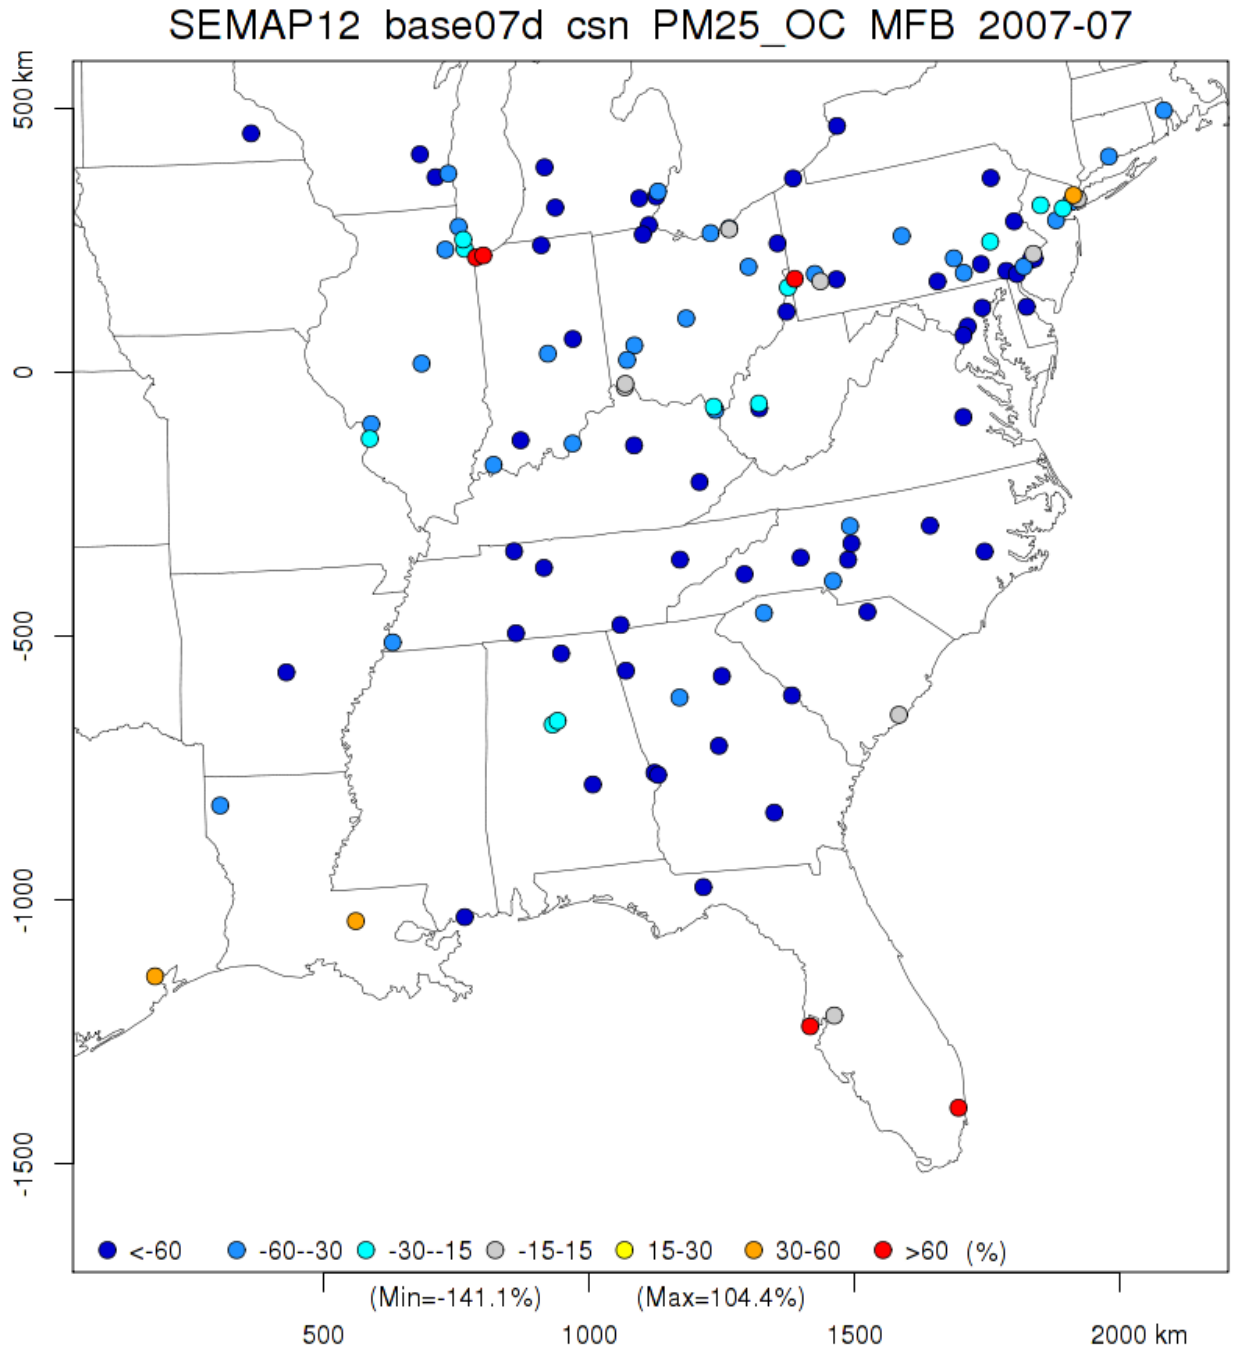 SEMAP12 base07d csn PM25_OC MFB 2007-07
500 km
0
-500
-1000
-1500
<-60 -60--30 -30--15 -15-15 15-30 30-60 >60 (%)
(Min=-141.1%) (Max=104.4%)
500 1000 1500 2000 km